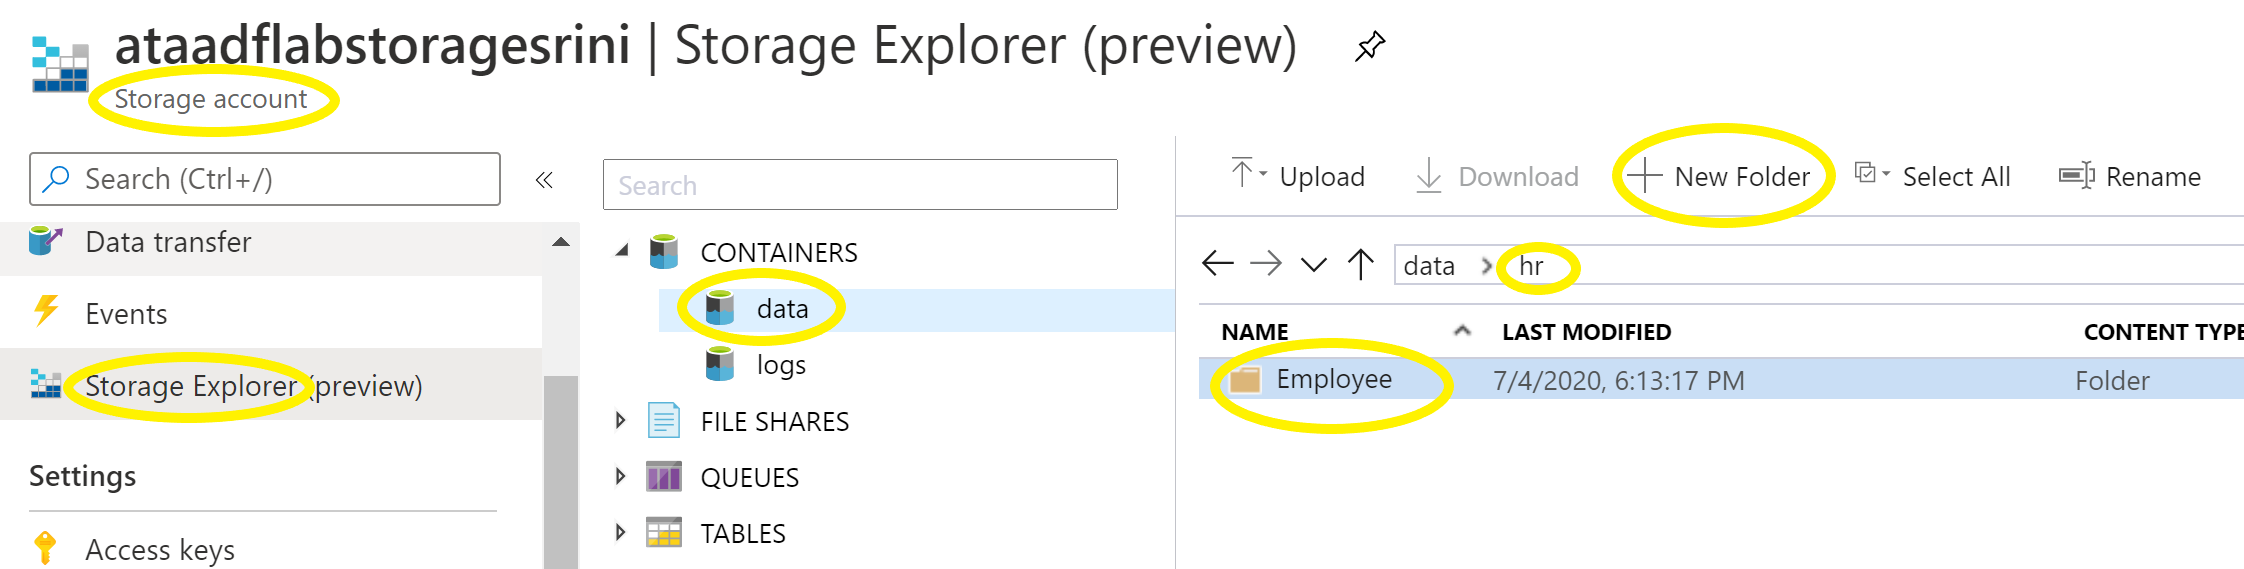 ataadflabstoragesrini | Storage Explorer (preview)
Storage account
Search (Ctrl+/)
«
Data transfer
Events
Storage Explorer (preview)
Settings
Access keys
Search
CONTAINERS
data
logs
FILE SHARES
QUEUES
TABLES
Upload Download New Folder Select All Rename
data > hr
NAME LAST MODIFIED CONTENT TYPE
Employee 7/4/2020, 6:13:17 PM Folder